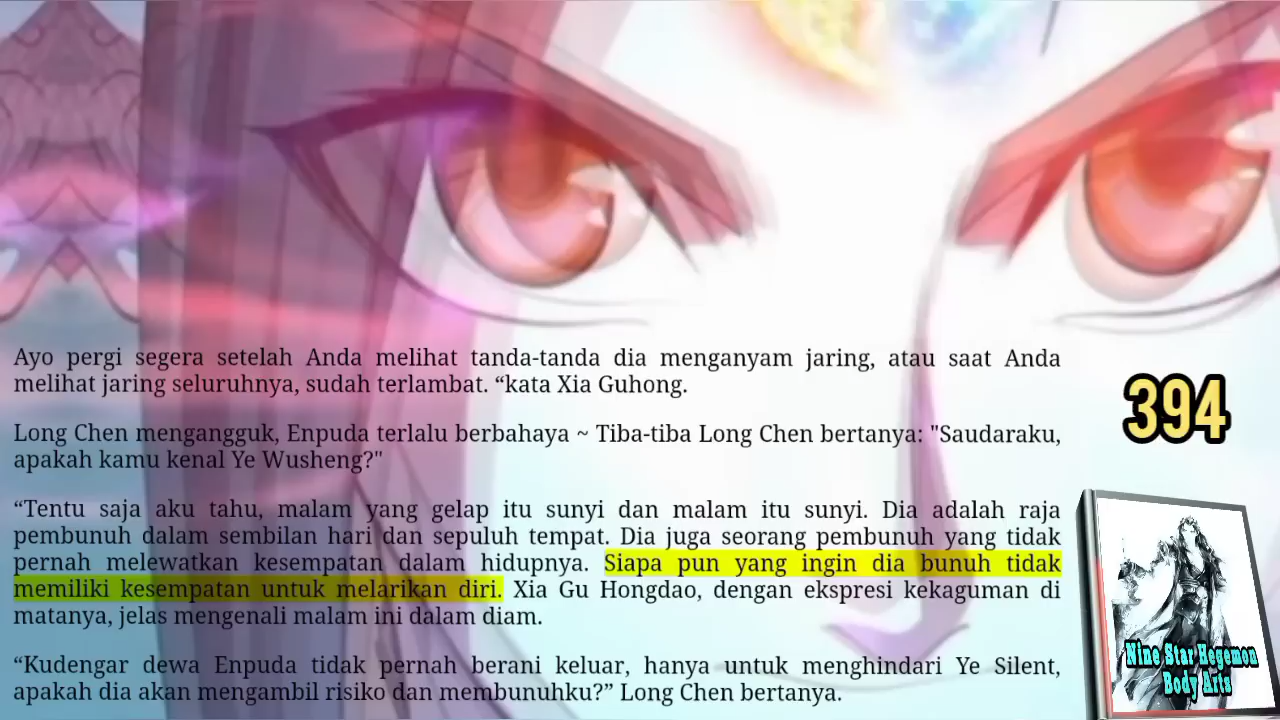 Ayo pergi segera setelah Anda melihat tanda-tanda dia menganyam jaring, atau saat Anda
melihat jaring seluruhnya, sudah terlambat. “kata Xia Guhong.
Long Chen mengangguk, Enpuda terlalu berbahaya ~ Tiba-tiba Long Chen bertanya: "Saudaraku,
apakah kamu kenal Ye Wusheng?"
“Tentu saja aku tahu, malam yang gelap itu sunyi dan malam itu sunyi. Dia adalah raja
pembunuh dalam sembilan hari dan sepuluh tempat. Dia juga seorang pembunuh yang tidak
pernah melewatkan kesempatan dalam hidupnya. Siapa pun yang ingin dia bunuh tidak
memiliki kesempatan untuk melarikan diri. Xia Gu Hongdao, dengan ekspresi kekaguman di
matanya, jelas mengenali malam ini dalam diam.
“Kudengar dewa Enpuda tidak pernah berani keluar, hanya untuk menghindari Ye Silent,
apakah dia akan mengambil risiko dan membunuhku?” Long Chen bertanya.
394
Nine Star Hegemon
Body Arts